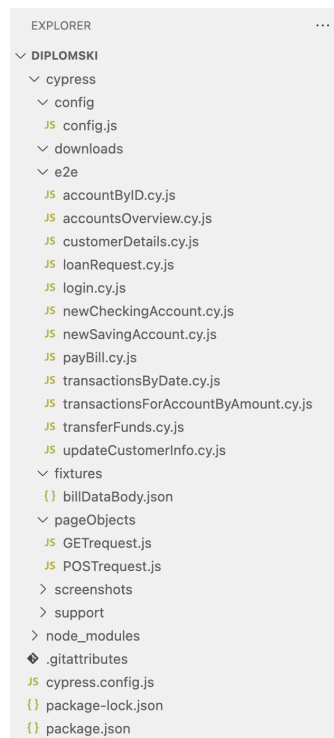 EXPLORER ...
DIPLOMSKI
cypress
config
JS config.js
downloads
e2e
JS accountByID.cy.js
JS accountsOverview.cy.js
JS customerDetails.cy.js
JS loanRequest.cy.js
JS login.cy.js
JS newCheckingAccount.cy.js
JS newSavingAccount.cy.js
JS payBill.cy.js
JS transactionsByDate.cy.js
JS transactionsForAccountByAmount.cy.js
JS transferFunds.cy.js
JS updateCustomerInfo.cy.js
fixtures
{} billDataBody.json
pageObjects
JS GETrequest.js
JS POSTrequest.js
screenshots
support
node_modules
.gitattributes
JS cypress.config.js
{} package-lock.json
{} package.json